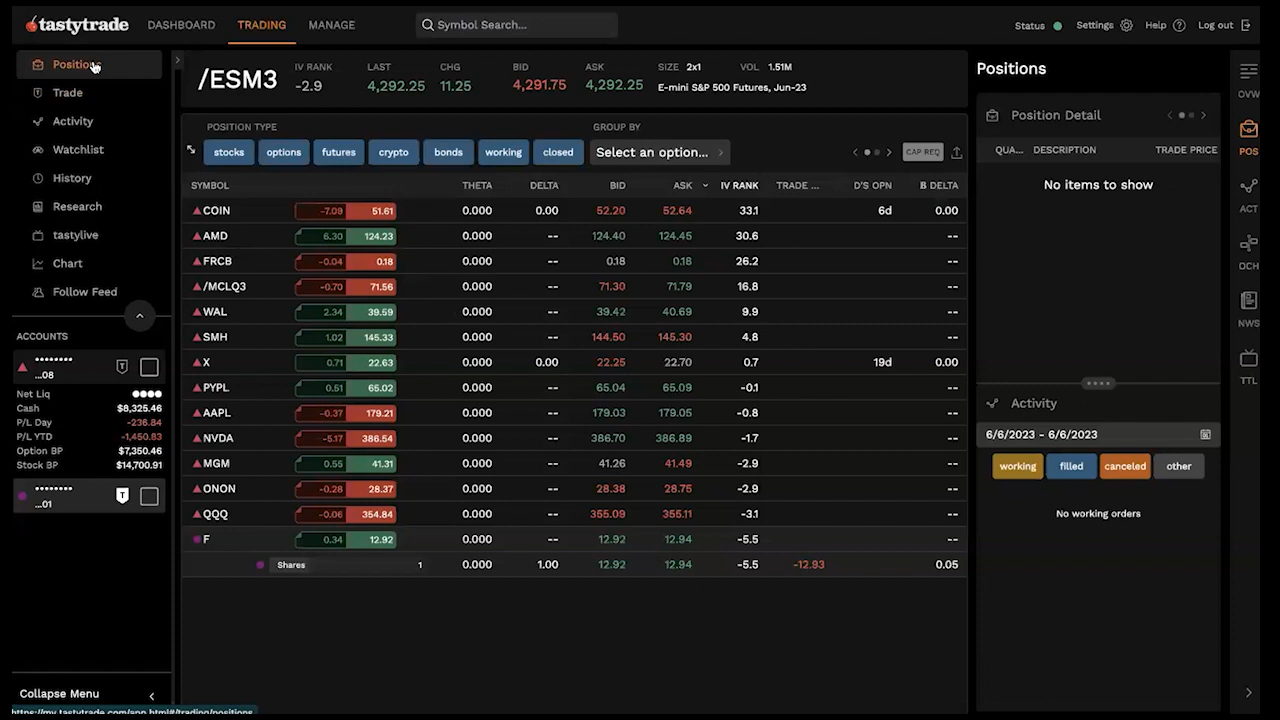 tastytrade DASHBOARD TRADING MANAGE Symbol Search... Status Settings Help Log out
Positions
Trade
Activity
Watchlist
History
Research
tastylive
Chart
Follow Feed
ACCOUNTS
•••••••• ...08
Net Liq ••••
Cash $8,325.46
P/L Day -236.84
P/L YTD -1,450.83
Option BP $7,350.46
Stock BP $14,700.91
•••••••• ...01
Collapse Menu
https://my.tastytrade.com/app.html#/trading/positions
/ESM3
IV RANK LAST CHG BID ASK SIZE 2x1 VOL 1.51M
-2.9 4,292.25 11.25 4,291.75 4,292.25 E-mini S&P 500 Futures, Jun-23
POSITION TYPE GROUP BY
stocks options futures crypto bonds working closed Select an option... CAP REQ
SYMBOL THETA DELTA BID ASK IV RANK TRADE ... D'S OPN ß DELTA
COIN -7.09 51.61 0.000 0.00 52.20 52.64 33.1 6d 0.00
AMD 6.30 124.23 0.000 -- 124.40 124.45 30.6 --
FRCB -0.04 0.18 0.000 -- 0.18 0.18 26.2 --
/MCLQ3 -0.70 71.56 0.000 -- 71.30 71.79 16.8 --
WAL 2.34 39.59 0.000 -- 39.42 40.69 9.9 --
SMH 1.02 145.33 0.000 -- 144.50 145.30 4.8 --
X 0.71 22.63 0.000 0.00 22.25 22.70 0.7 19d 0.00
PYPL 0.51 65.02 0.000 -- 65.04 65.09 -0.1 --
AAPL -0.37 179.21 0.000 -- 179.03 179.05 -0.8 --
NVDA -5.17 386.54 0.000 -- 386.70 386.89 -1.7 --
MGM 0.55 41.31 0.000 -- 41.26 41.49 -2.9 --
ONON -0.28 28.37 0.000 -- 28.38 28.75 -2.9 --
QQQ -0.06 354.84 0.000 -- 355.09 355.11 -3.1 --
F 0.34 12.92 0.000 -- 12.92 12.94 -5.5 --
Shares 1 0.000 1.00 12.92 12.94 -5.5 -12.93 0.05
Positions
Position Detail
QUA... DESCRIPTION TRADE PRICE
No items to show
Activity
6/6/2023 - 6/6/2023
working filled canceled other
No working orders
OVW
POS
ACT
OCH
NWS
TTL